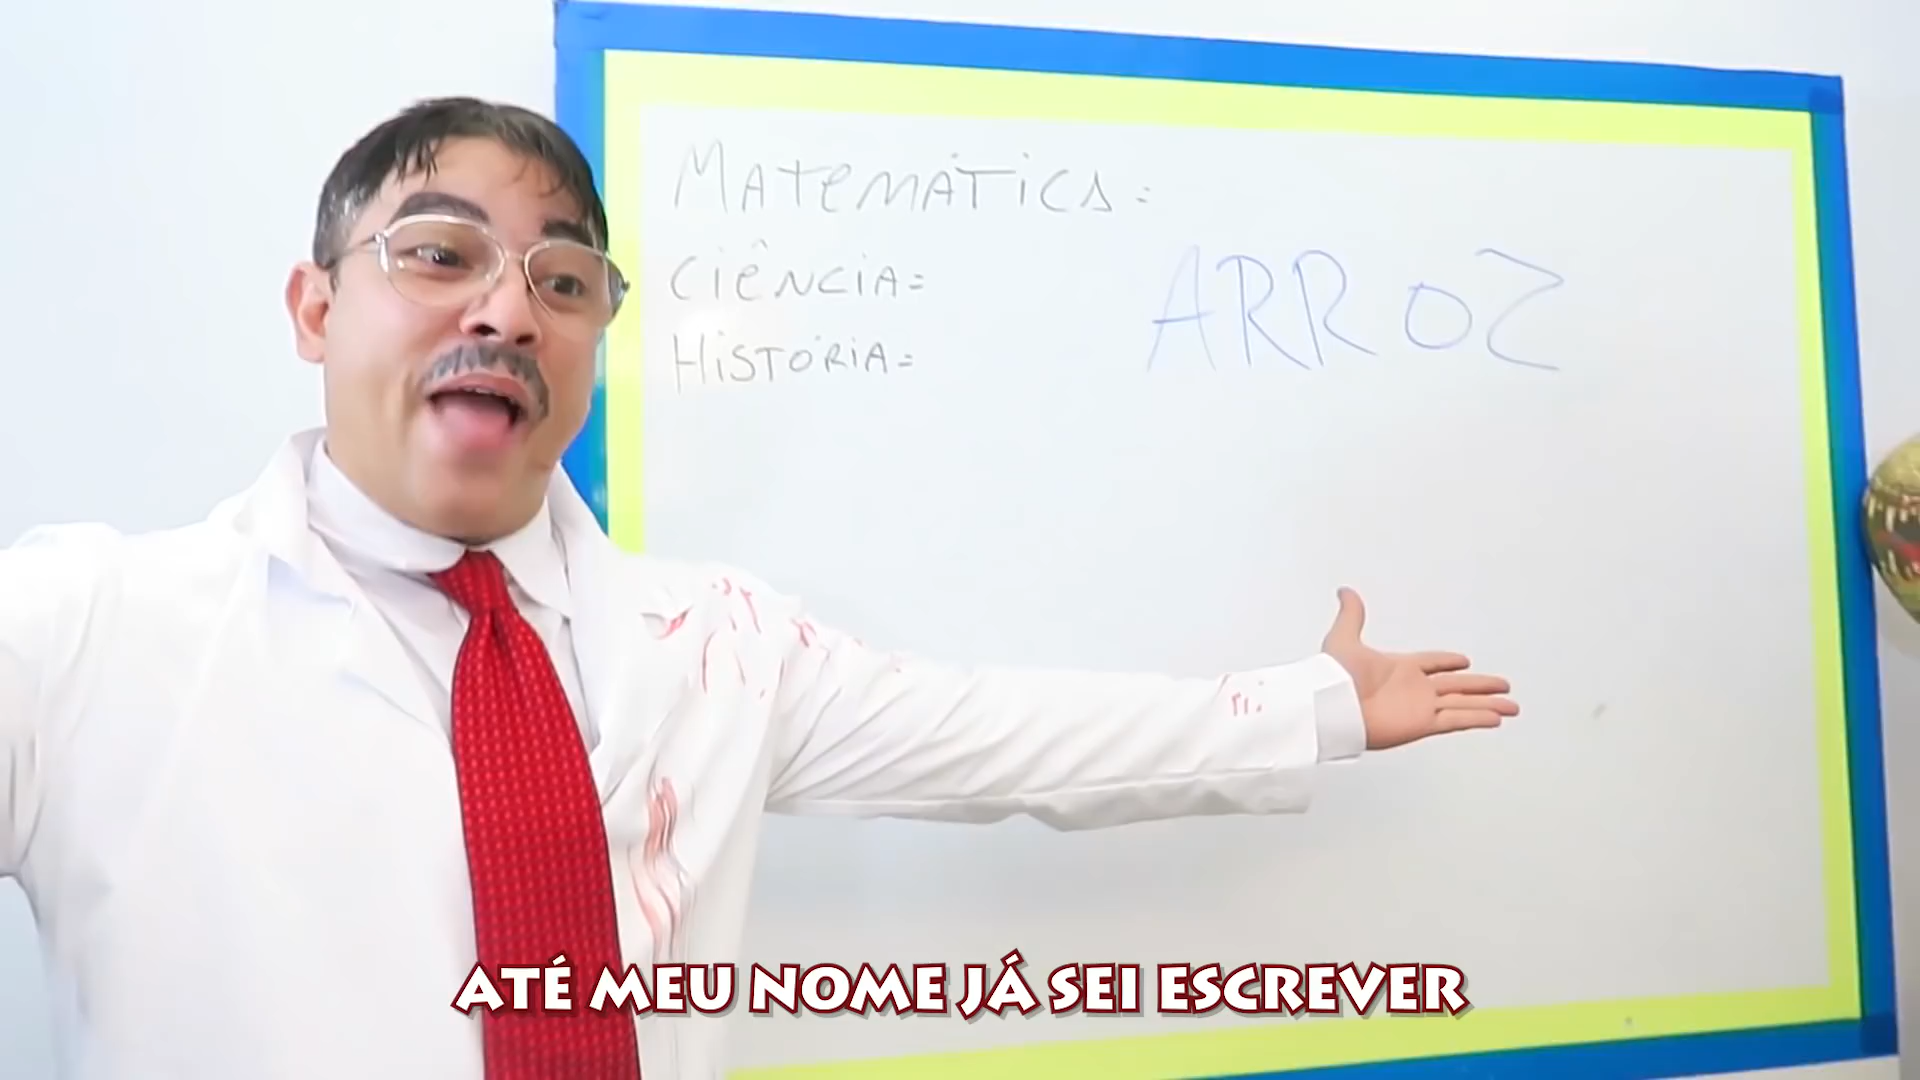 MATEMÁTICA:
CIÊNCIA=
HISTÓRIA=
ARROZ
ATÉ MEU NOME JÁ SEI ESCREVER